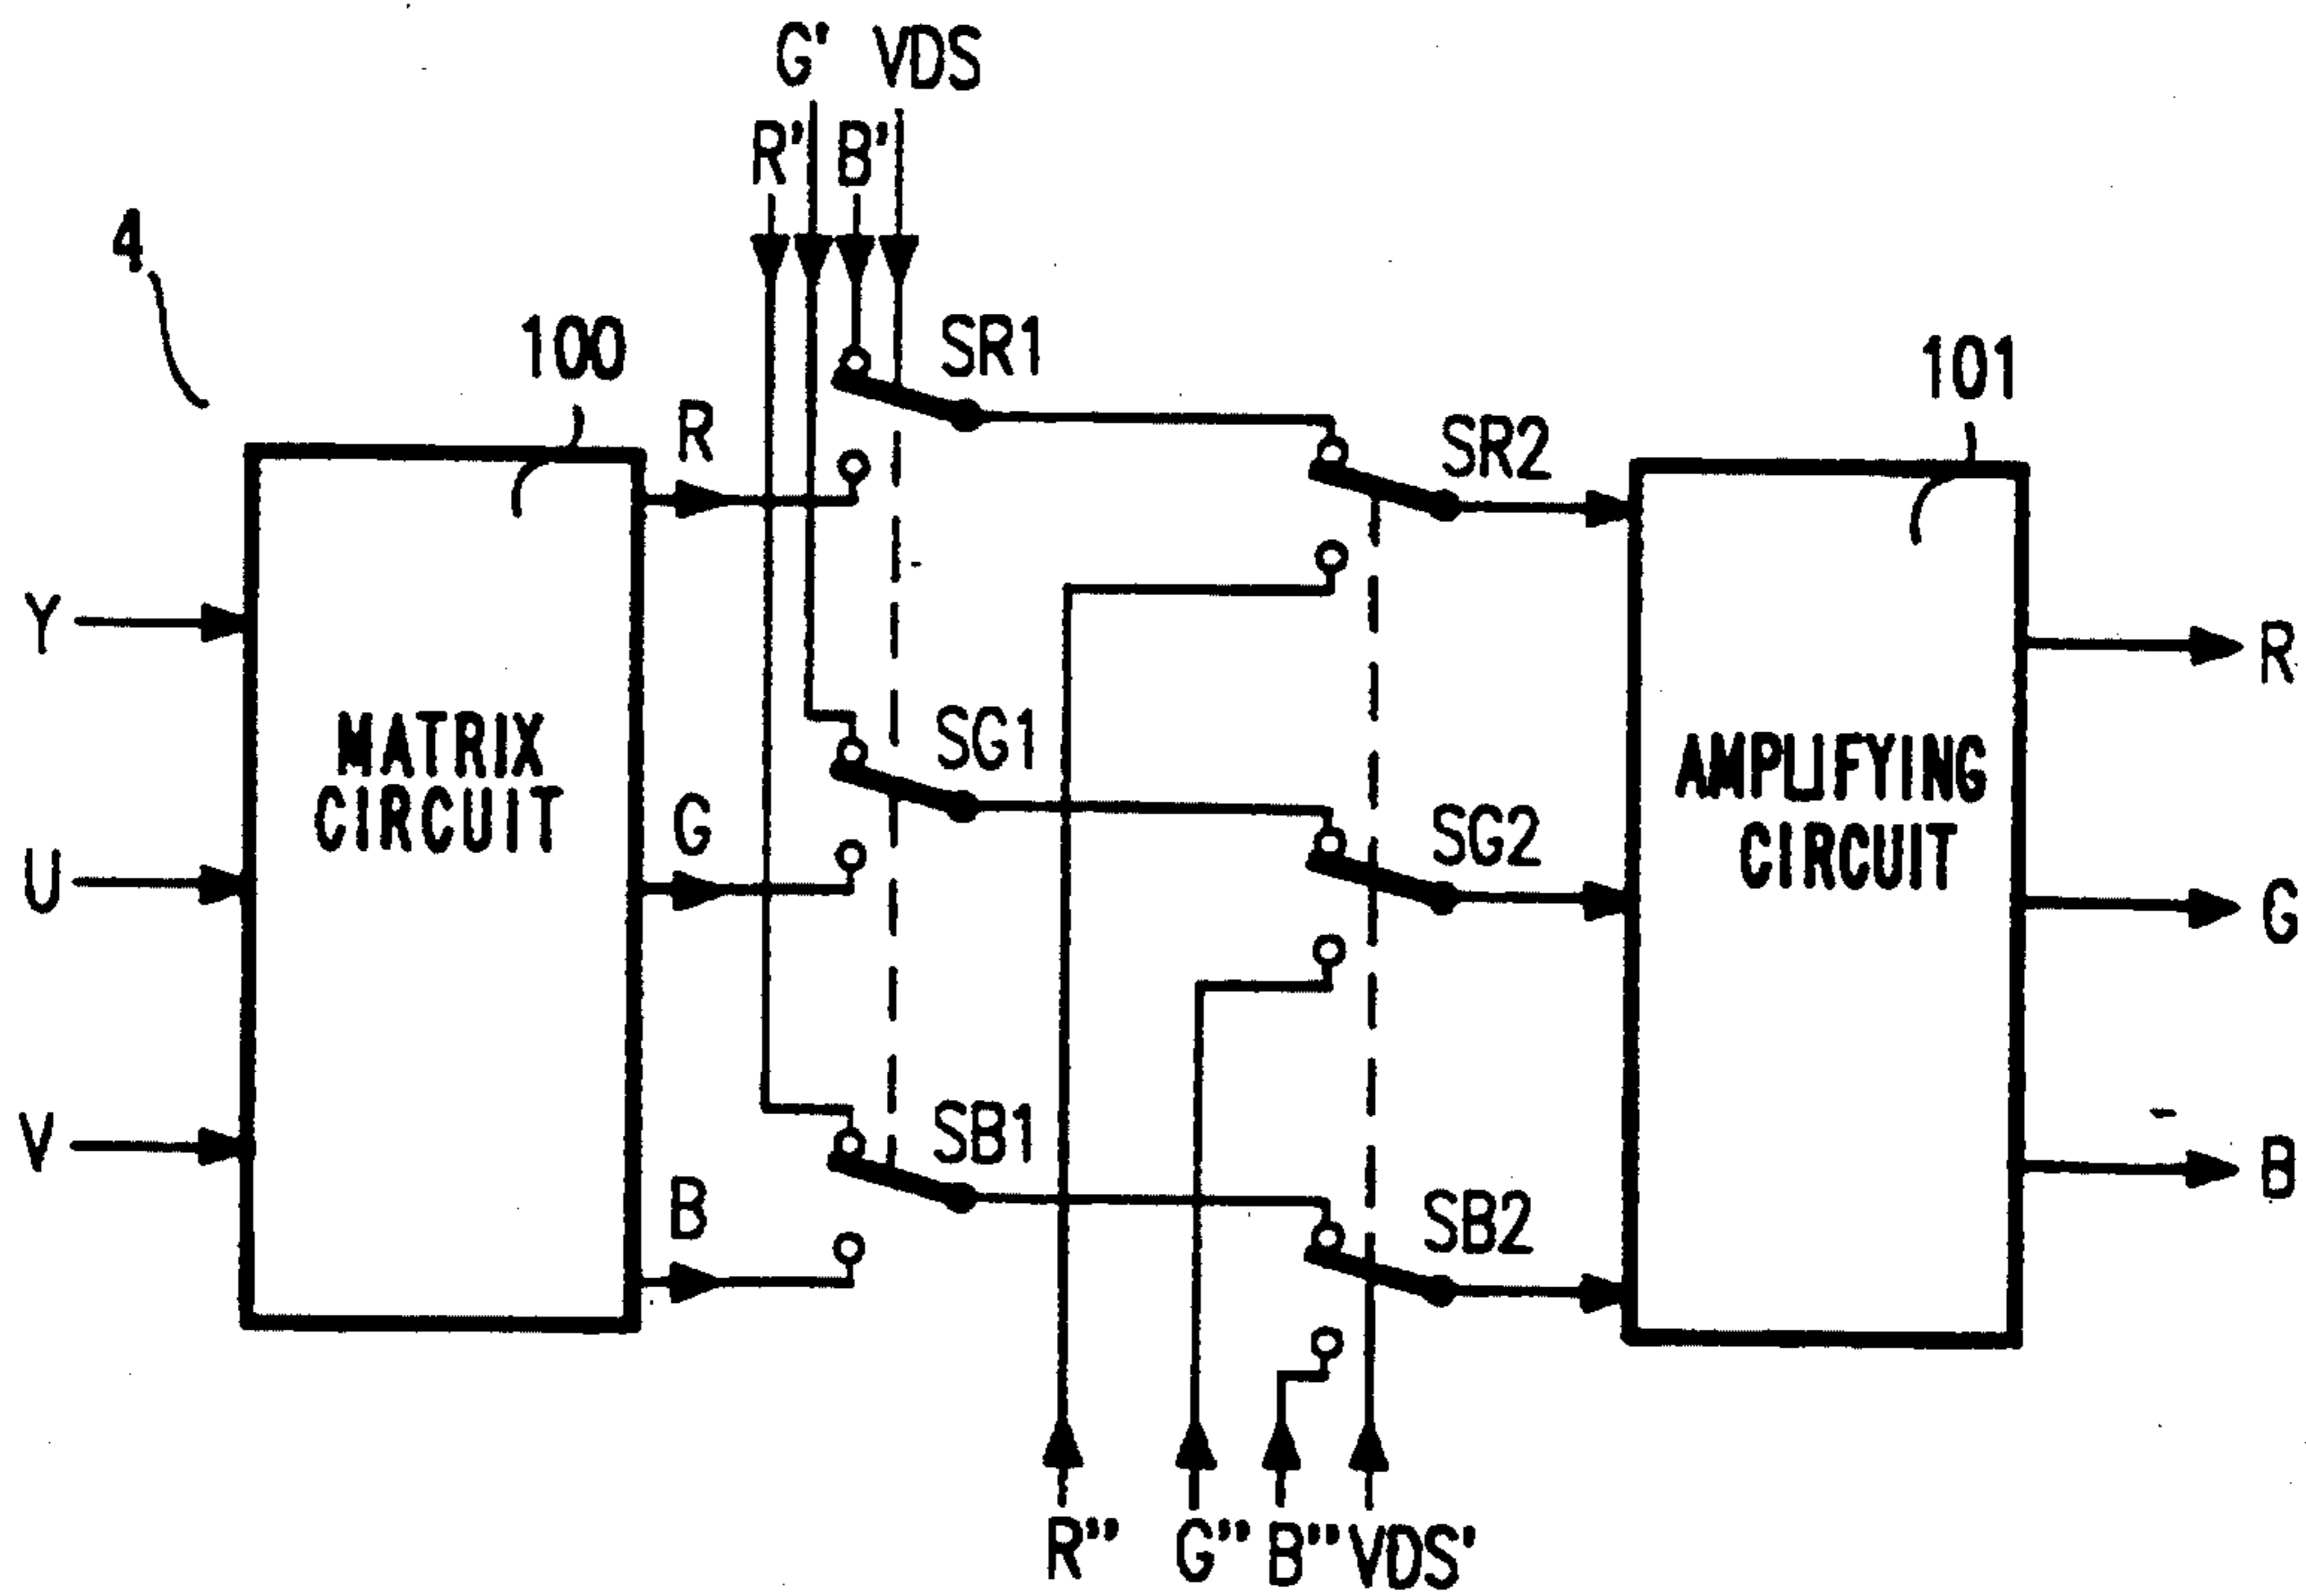 G' VDS
R' B'
4
100
SR1
101
R
SR2
Y
R
MATRIX
CIRCUIT
SG1
AMPLIFYING
CIRCUIT
G
SG2
U
G
V
SB1
B
B
SB2
R" G" B" VDS'